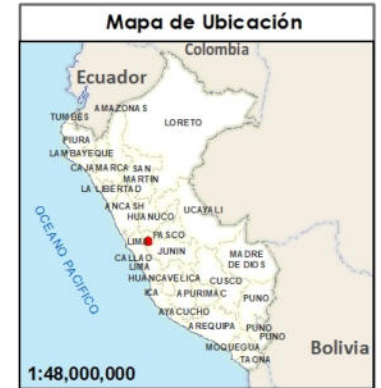 Mapa de Ubicación
Colombia
Ecuador
AMAZONAS
TUMBES
LORETO
PIURA
LAMBAYEQUE
CAJAMARCA SAN
MARTIN
LA LIBERTAD
ANCASH
UCAYALI
HUANUCO
PASCO
LIMA
JUNIN
CALLAO
LIMA
MADRE
DE DIOS
HUANCAVELICA
CUSCO
ICA
APURIMAC
PUNO
AYACUCHO
AREQUIPA
PUNO
PUNO
MOQUEGUA
TACNA
OCEANO PACIFICO
Bolivia
1:48,000,000